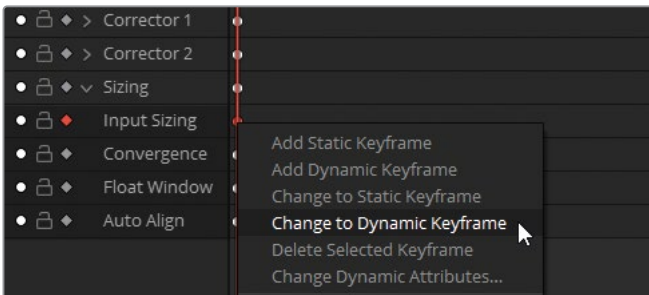 Corrector 1
Corrector 2
Sizing
Input Sizing
Convergence
Float Window
Auto Align
Add Static Keyframe
Add Dynamic Keyframe
Change to Static Keyframe
Change to Dynamic Keyframe
Delete Selected Keyframe
Change Dynamic Attributes...